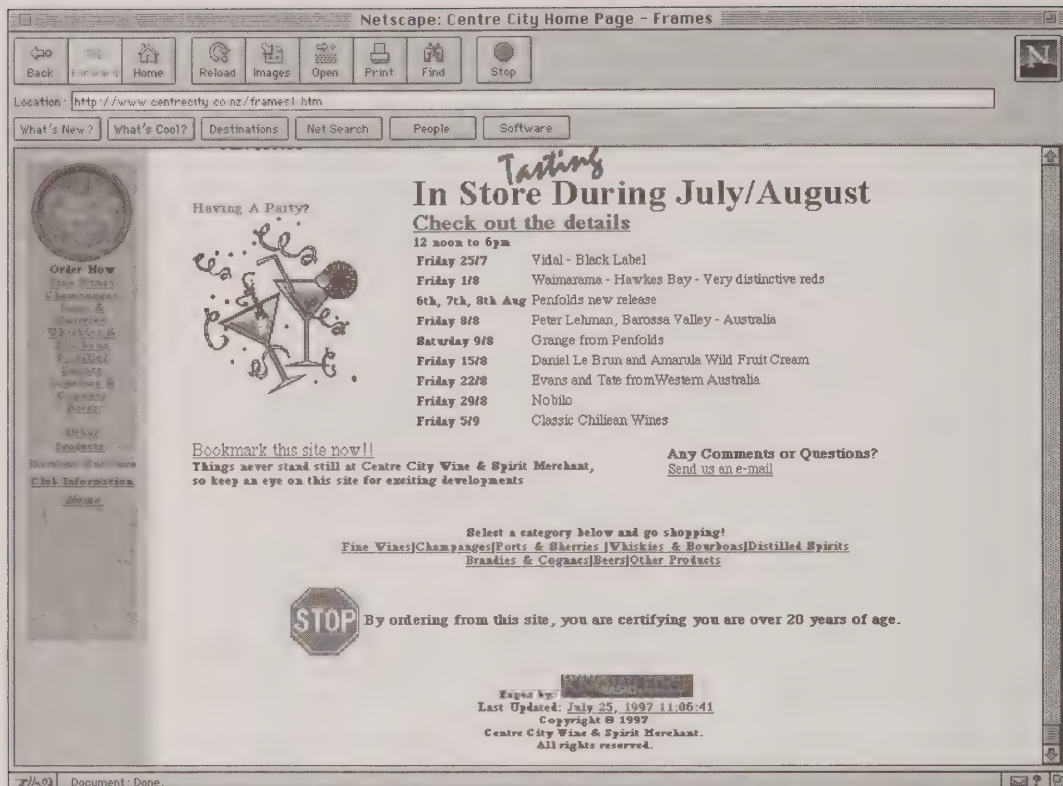 Netscape: Centre City Home Page - Frames
Back Forward Home Reload Images Open Print Find Stop
N
Location: http://www.centrecity.co.nz/frames1.htm
What's New? What's Cool? Destinations Net Search People Software
Order Now
Fine Wines
Champanges
Other
Products
Club Information
Home
Having A Party?
Tasting
In Store During July/August
Check out the details
12 noon to 6pm
Friday 25/7 Vidal - Black Label
Friday 1/8 Waimarama - Hawkes Bay - Very distinctive reds
6th, 7th, 8th Aug Penfolds new release
Friday 8/8 Peter Lehman, Barossa Valley - Australia
Saturday 9/8 Grange from Penfolds
Friday 15/8 Daniel Le Brun and Amarula Wild Fruit Cream
Friday 22/8 Evans and Tate fromWestern Australia
Friday 29/8 Nobilo
Friday 5/9 Classic Chiliean Wines
Bookmark this site now!!
Things never stand still at Centre City Wine & Spirit Merchant,
so keep an eye on this site for exciting developments
Any Comments or Questions?
Send us an e-mail
Select a category below and go shopping!
Fine Wines|Champanges|Ports & Sherries |Whiskies & Bourbons|Distilled Spirits
Brandies & Cognacs|Beers|Other Products
STOP By ordering from this site, you are certifying you are over 20 years of age.
Pages by:
Last Updated: July 25, 1997 11:06:41
Copyright © 1997
Centre City Wine & Spirit Merchant.
All rights reserved.
Document: Done.